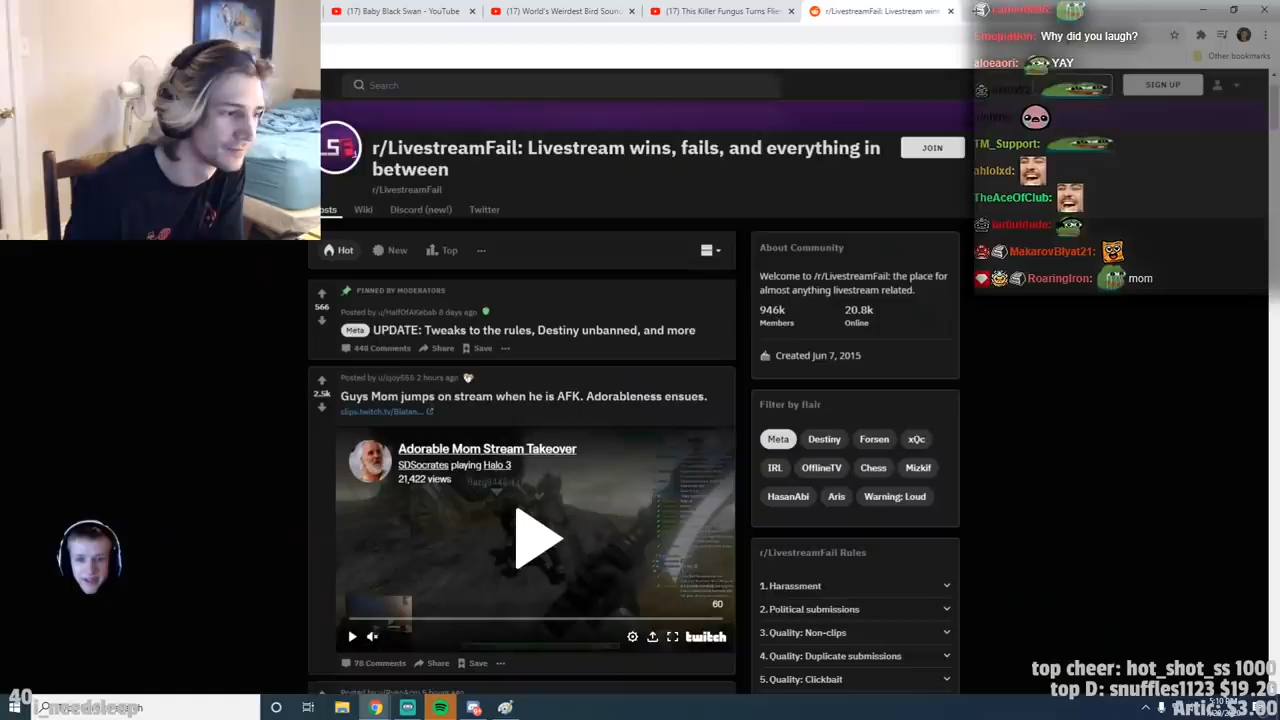 (17) Baby Black Swan - YouTube
(17) World's Weirdest Bird Soun
(17) This Killer Fungus Turns Flie
r/LivestreamFail: Livestream win
Emepiation: Why did you laugh?
Other bookmarks
aloeaori: YAY
Search
SIGN UP
r/LivestreamFail: Livestream wins, fails, and everything in
between
JOIN
r/LivestreamFail
osts
Wiki
Discord (new!)
Twitter
TM_Support:
ahlolxd:
TheAceOfClub:
MakarovBlyat21:
RoaringIron: mom
Hot
New
Top
PINNED BY MODERATORS
566
Posted by u/HalfOfAKebab 8 days ago
Meta UPDATE: Tweaks to the rules, Destiny unbanned, and more
448 Comments
Share
Save
Posted by u/cjoy555 2 hours ago
2.5k
Guys Mom jumps on stream when he is AFK. Adorableness ensues.
clips.twitch.tv/Blatan...
Adorable Mom Stream Takeover
SDSocrates playing Halo 3
21,422 views
60
twitch
78 Comments
Share
Save
About Community
Welcome to /r/LivestreamFail: the place for
almost anything livestream related.
946k
20.8k
Members
Online
Created Jun 7, 2015
Filter by flair
Meta
Destiny
Forsen
xQc
IRL
OfflineTV
Chess
Mizkif
HasanAbi
Aris
Warning: Loud
r/LivestreamFail Rules
1. Harassment
2. Political submissions
3. Quality: Non-clips
4. Quality: Duplicate submissions
5. Quality: Clickbait
top cheer: hot_shot_ss 1000
top D: snuffles1123 $19.20
Artic: $3.00
40
i_needsleep